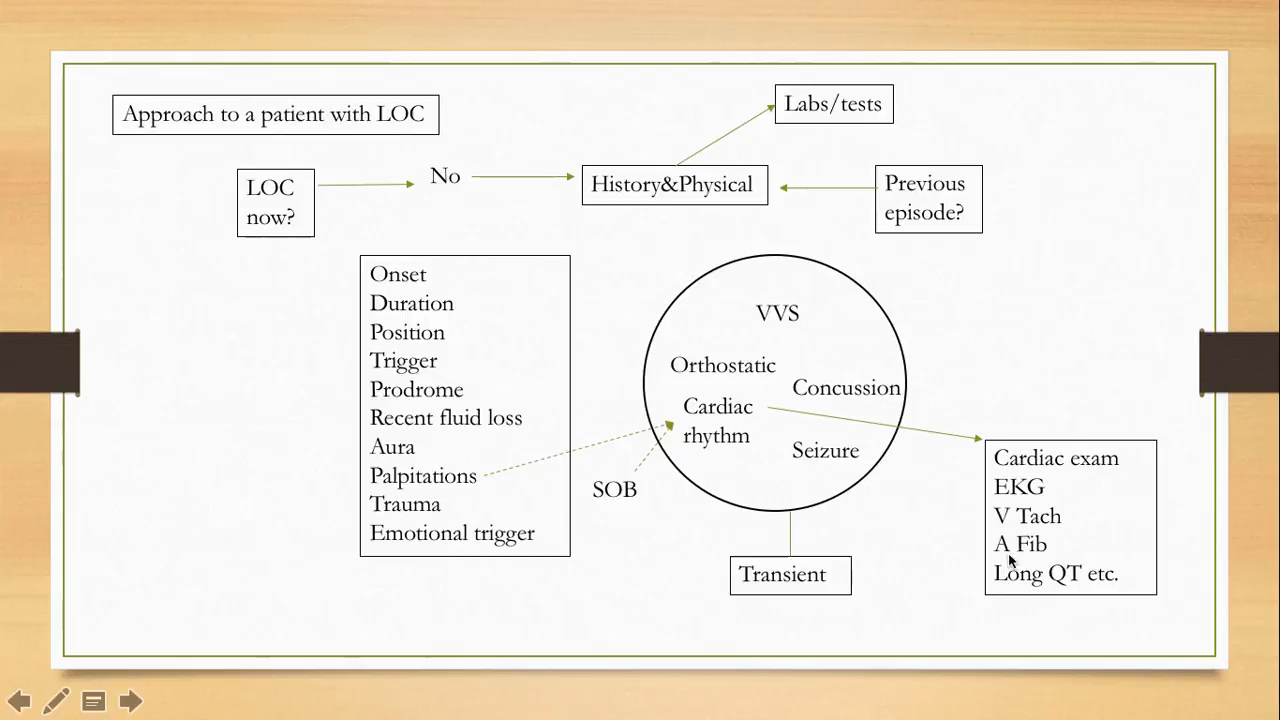 Approach to a patient with LOC
Labs/tests
LOC
now?
No
History&Physical
Previous
episode?
Onset
Duration
Position
Trigger
Prodrome
Recent fluid loss
Aura
Palpitations
Trauma
Emotional trigger
SOB
VVS
Orthostatic
Concussion
Cardiac
rhythm
Seizure
Transient
Cardiac exam
EKG
V Tach
A Fib
Long QT etc.